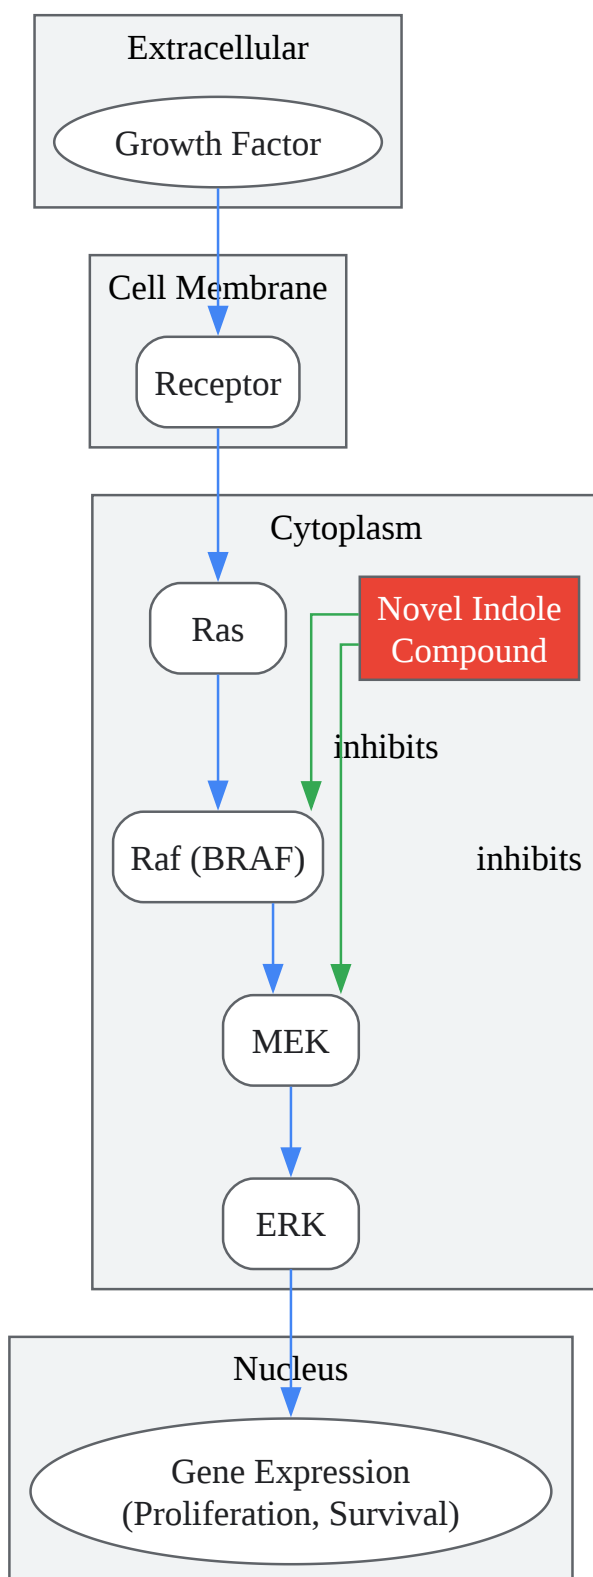 Extracellular
Growth Factor
Cell Membrane
Receptor
Cytoplasm
Novel Indole
Compound
Ras
inhibits
Raf (BRAF)
inhibits
MEK
ERK
Nucleus
Gene Expression
(Proliferation, Survival)